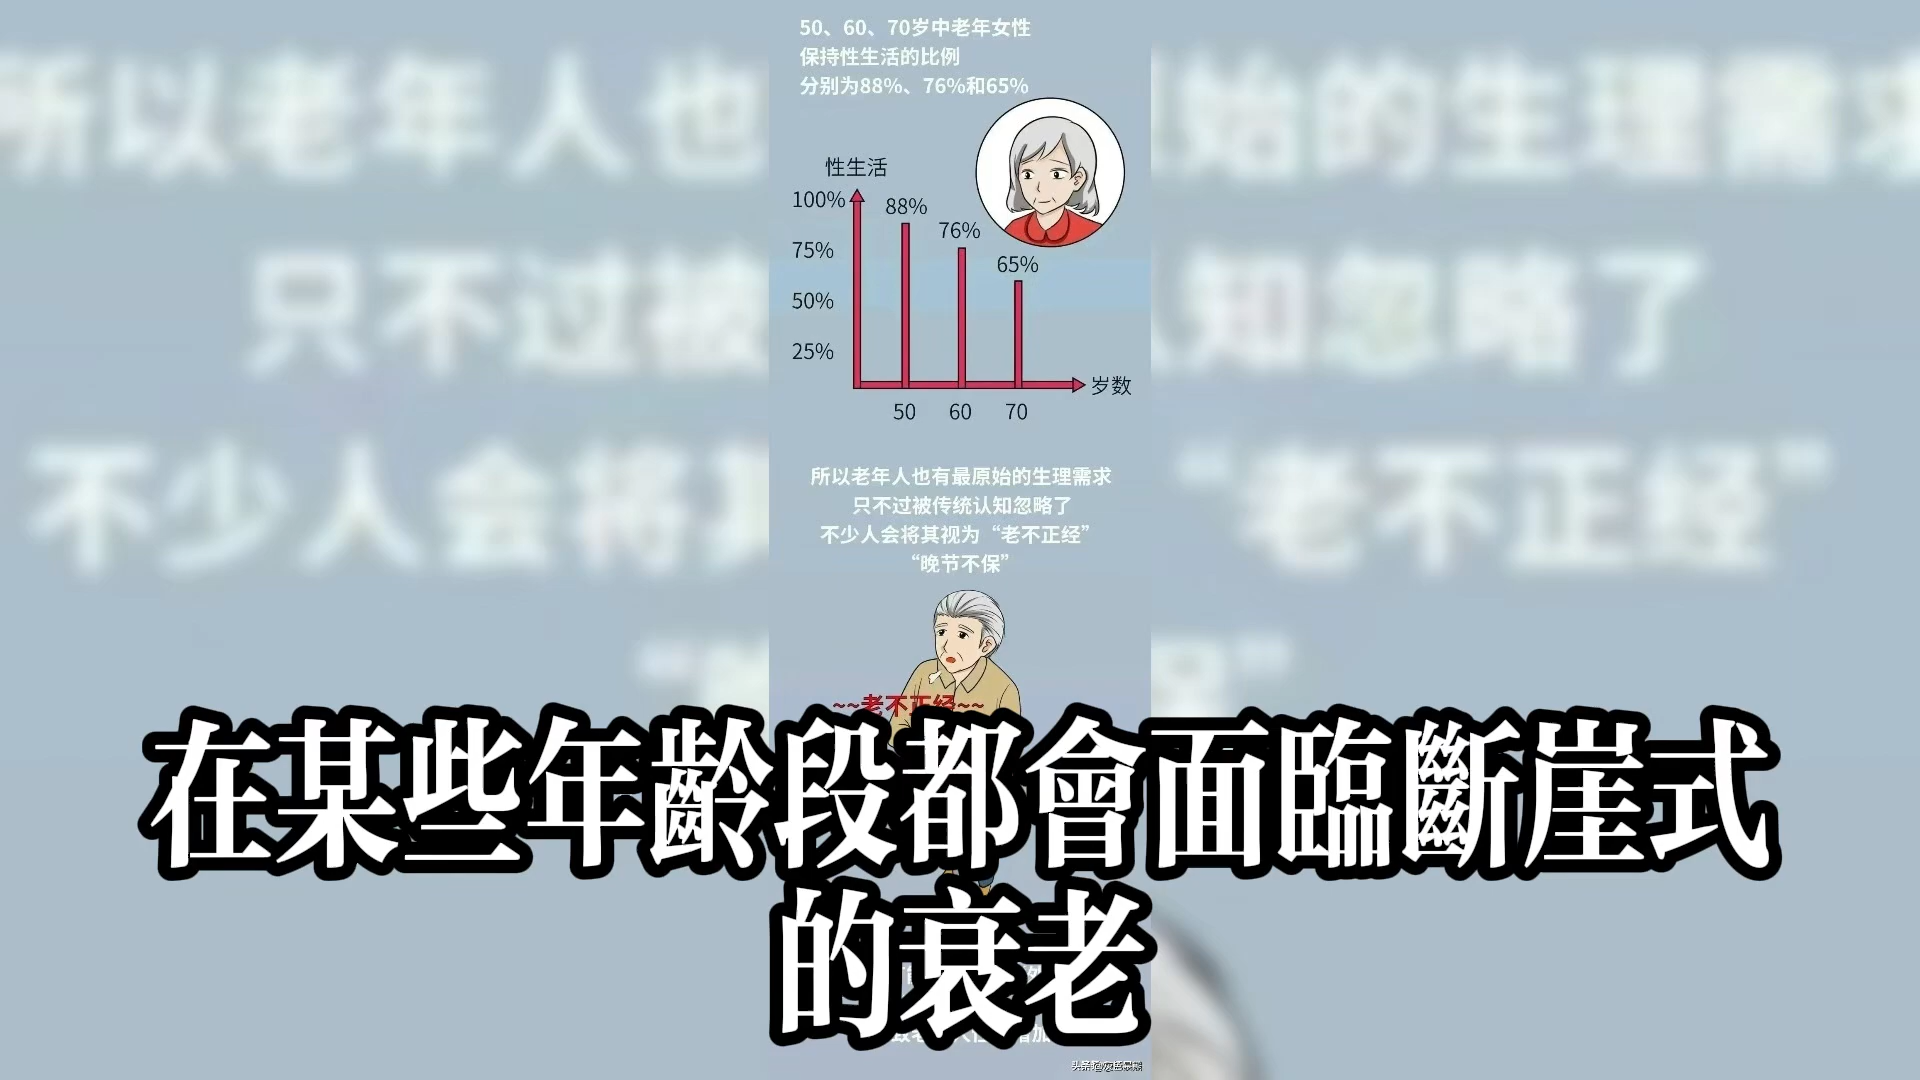 50、60、70岁中老年女性
保持性生活的比例
分别为88%、76%和65%
性生活
100%
88%
76%
75%
65%
50%
25%
岁数
50 60 70
所以老年人也有最原始的生理需求
只不过被传统认知忽略了
不少人会将其视为“老不正经”
“晚节不保”
~~老不正经~~
在某些年齡段都會面臨斷崖式
的衰老